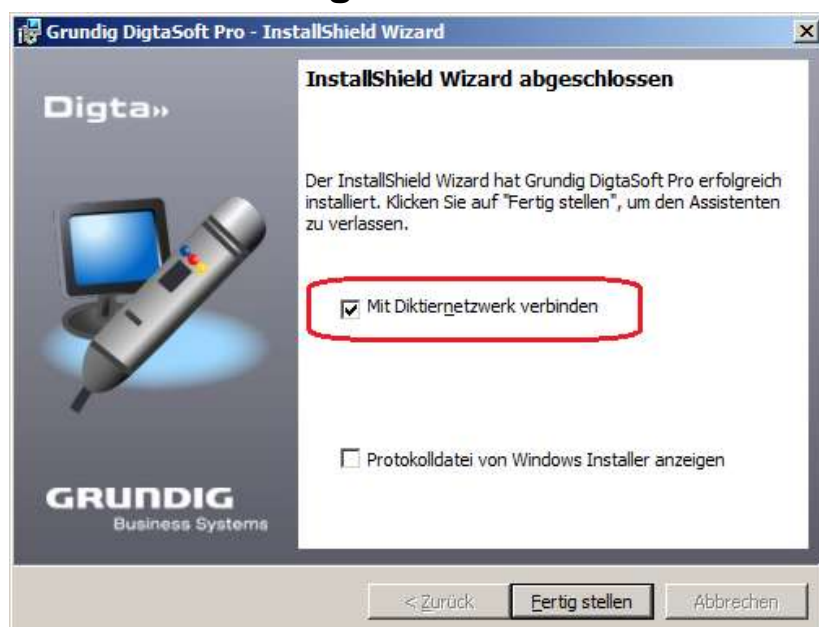 Grundig DigtaSoft Pro - InstallShield Wizard
InstallShield Wizard abgeschlossen
Digta»
Der InstallShield Wizard hat Grundig DigtaSoft Pro erfolgreich
installiert. Klicken Sie auf "Fertig stellen", um den Assistenten
zu verlassen.
Mit Diktiernetzwerk verbinden
Protokolldatei von Windows Installer anzeigen
GRUNDIG
Business Systems
< Zurück Fertig stellen Abbrechen